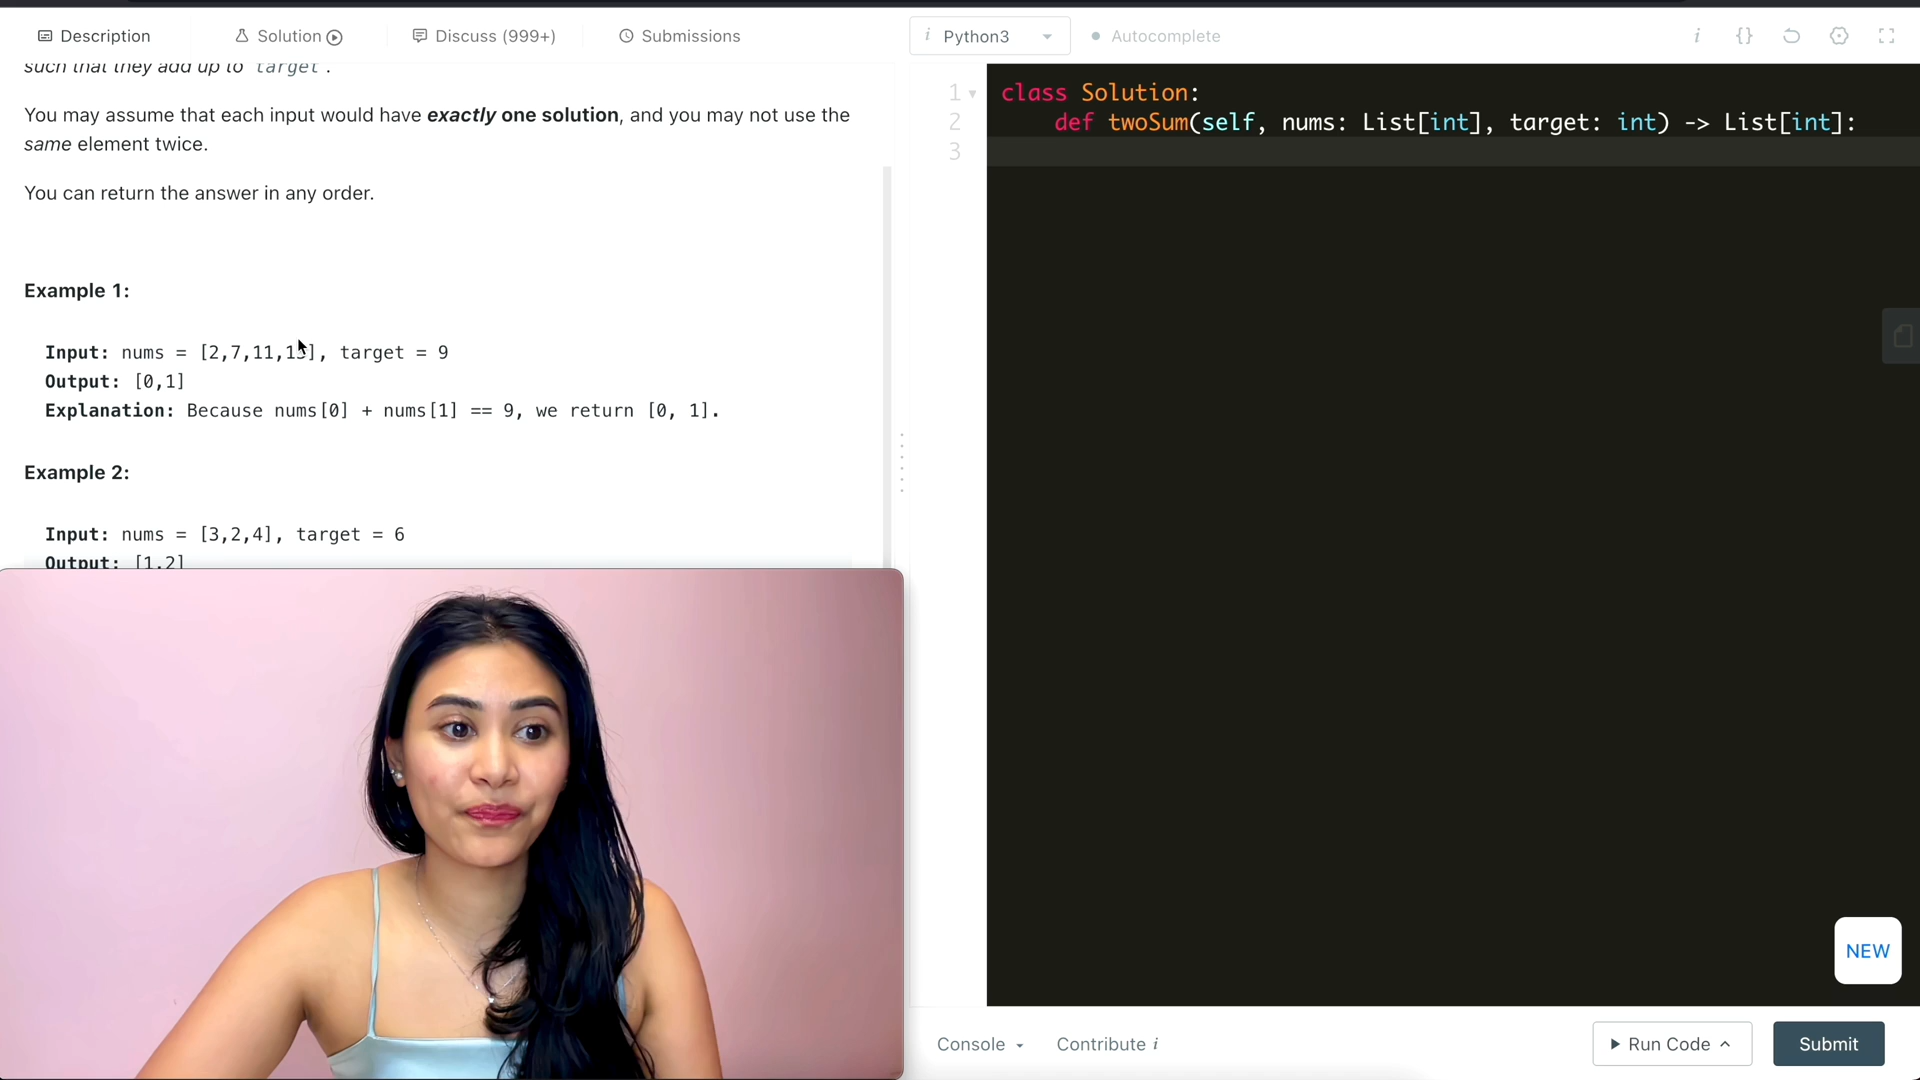 Description Solution Discuss (999+) Submissions i Python3 Autocomplete i {}
such that they add up to target.
You may assume that each input would have exactly one solution, and you may not use the
same element twice.
You can return the answer in any order.
Example 1:
Input: nums = [2,7,11,15], target = 9
Output: [0,1]
Explanation: Because nums[0] + nums[1] == 9, we return [0, 1].
Example 2:
Input: nums = [3,2,4], target = 6
Output: [1,2]
1 class Solution:
2 def twoSum(self, nums: List[int], target: int) -> List[int]:
3
NEW
Console Contribute i Run Code Submit